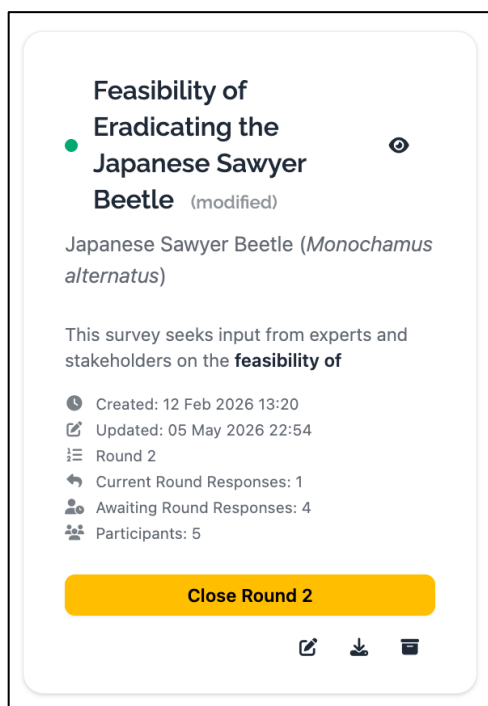 Feasibility of
Eradicating the
Japanese Sawyer
Beetle (modified)
Japanese Sawyer Beetle (Monochamus
alternatus)
This survey seeks input from experts and
stakeholders on the feasibility of
Created: 12 Feb 2026 13:20
Updated: 05 May 2026 22:54
Round 2
Current Round Responses: 1
Awaiting Round Responses: 4
Participants: 5
Close Round 2